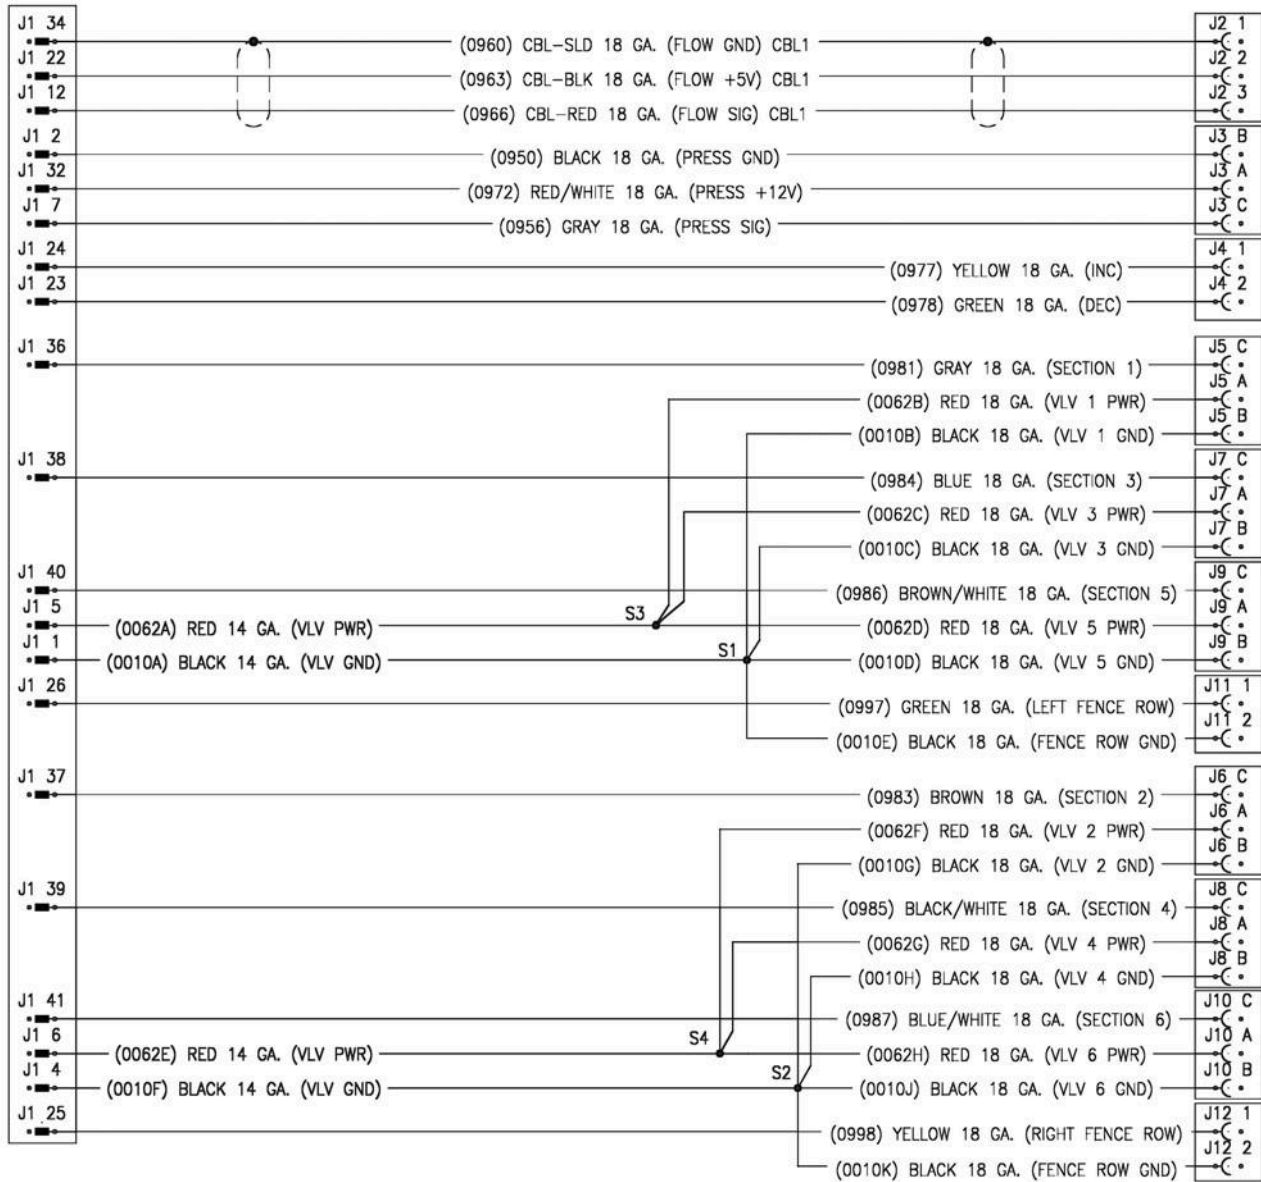 J1 34
(0960) CBL-SLD 18 GA. (FLOW GND) CBL1
J2 1
J1 22
(0963) CBL-BLK 18 GA. (FLOW +5V) CBL1
J2 2
J1 12
(0966) CBL-RED 18 GA. (FLOW SIG) CBL1
J2 3
J1 2
(0950) BLACK 18 GA. (PRESS GND)
J3 B
J1 32
(0972) RED/WHITE 18 GA. (PRESS +12V)
J3 A
J1 7
(0956) GRAY 18 GA. (PRESS SIG)
J3 C
J1 24
(0977) YELLOW 18 GA. (INC)
J4 1
J1 23
(0978) GREEN 18 GA. (DEC)
J4 2
J1 36
(0981) GRAY 18 GA. (SECTION 1)
J5 C
(0062B) RED 18 GA. (VLV 1 PWR)
J5 A
(0010B) BLACK 18 GA. (VLV 1 GND)
J5 B
J1 38
(0984) BLUE 18 GA. (SECTION 3)
J7 C
(0062C) RED 18 GA. (VLV 3 PWR)
J7 A
(0010C) BLACK 18 GA. (VLV 3 GND)
J7 B
J1 40
(0986) BROWN/WHITE 18 GA. (SECTION 5)
J9 C
J1 5
(0062A) RED 14 GA. (VLV PWR)
S3
(0062D) RED 18 GA. (VLV 5 PWR)
J9 A
J1 1
(0010A) BLACK 14 GA. (VLV GND)
S1
(0010D) BLACK 18 GA. (VLV 5 GND)
J9 B
J1 26
(0997) GREEN 18 GA. (LEFT FENCE ROW)
J11 1
(0010E) BLACK 18 GA. (FENCE ROW GND)
J11 2
J1 37
(0983) BROWN 18 GA. (SECTION 2)
J6 C
(0062F) RED 18 GA. (VLV 2 PWR)
J6 A
(0010G) BLACK 18 GA. (VLV 2 GND)
J6 B
J1 39
(0985) BLACK/WHITE 18 GA. (SECTION 4)
J8 C
(0062G) RED 18 GA. (VLV 4 PWR)
J8 A
(0010H) BLACK 18 GA. (VLV 4 GND)
J8 B
J1 41
(0987) BLUE/WHITE 18 GA. (SECTION 6)
J10 C
J1 6
(0062E) RED 14 GA. (VLV PWR)
S4
(0062H) RED 18 GA. (VLV 6 PWR)
J10 A
J1 4
(0010F) BLACK 14 GA. (VLV GND)
S2
(0010J) BLACK 18 GA. (VLV 6 GND)
J10 B
J1 25
(0998) YELLOW 18 GA. (RIGHT FENCE ROW)
J12 1
(0010K) BLACK 18 GA. (FENCE ROW GND)
J12 2